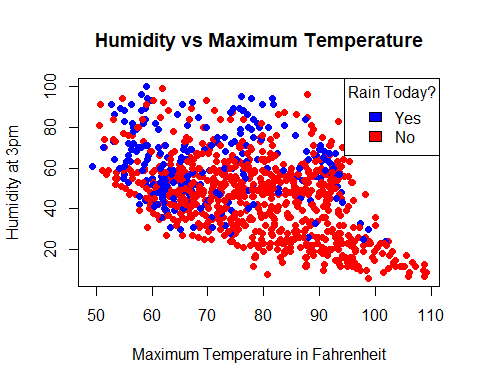 Humidity vs Maximum Temperature
Rain Today?
Yes
No
Humidity at 3pm
100
80
60
40
20
50 60 70 80 90 100 110
Maximum Temperature in Fahrenheit